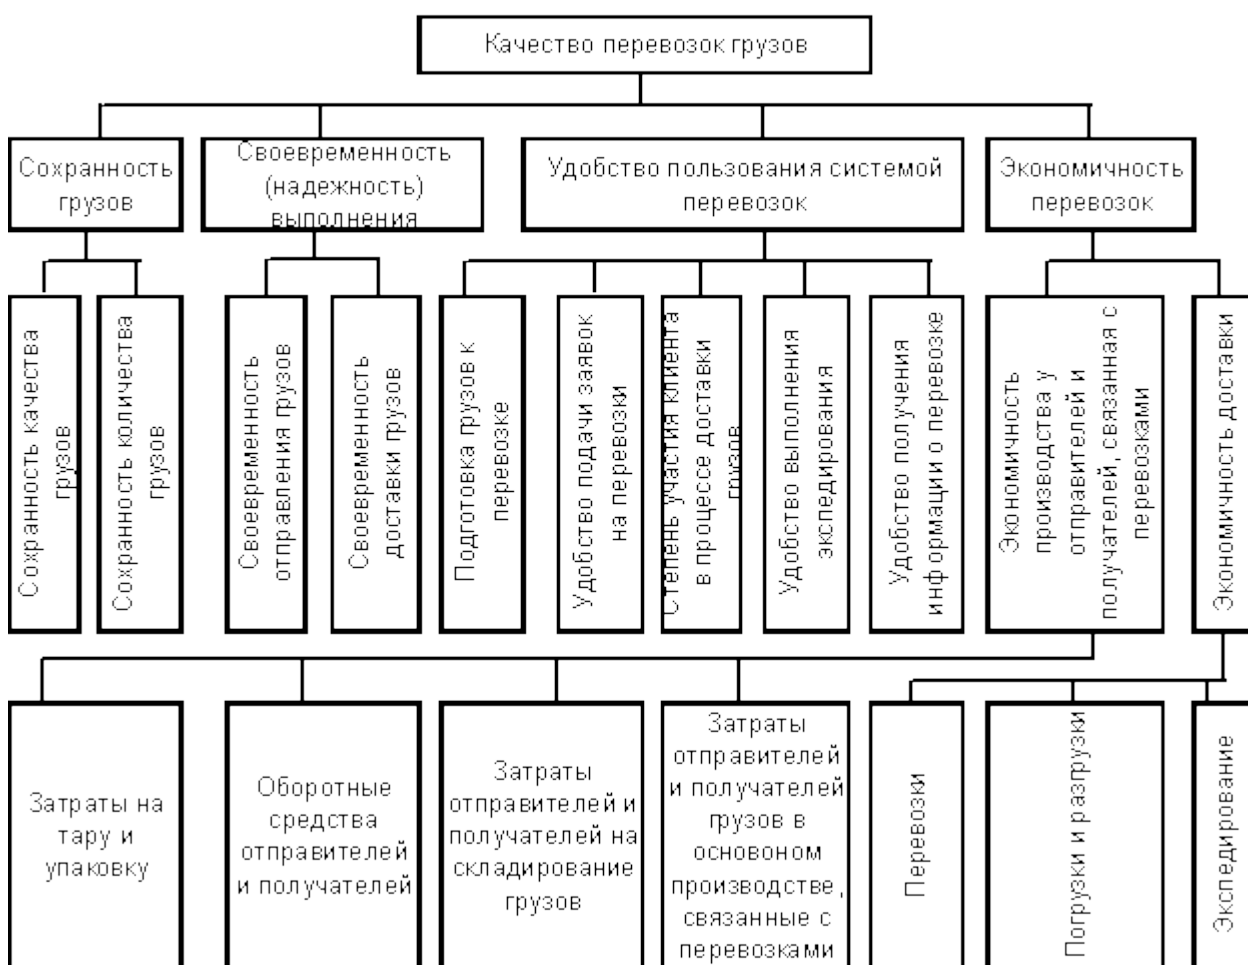 Качество перевозок грузов
Сохранность
грузов
Своевременность
(надежность)
выполнения
Удобство пользования системой
перевозок
Экономичность
перевозок
Сохранность качества
грузов
Сохранность количества
грузов
Своевременность
отправления грузов
Своевременность
доставки грузов
Подготовка грузов к
перевозке
Удобство подачи заявок
на перевозки
Степень участия клиента
в процессе доставки
грузов
Удобство выполнения
экспедирования
Удобство получения
информации о перевозке
Экономичность
производства у
отправителей и
получателей, связанная с
перевозками
Экономичность доставки
Затраты на
тару и
упаковку
Оборотные
средства
отправителей
и получателей
Затраты
отправителей и
получателей на
складирование
грузов
Затраты
отправителей
и получателей
грузов в
основоном
производстве,
связанные с
перевозками
Перевозки
Погрузки и разгрузки
Экспедирование